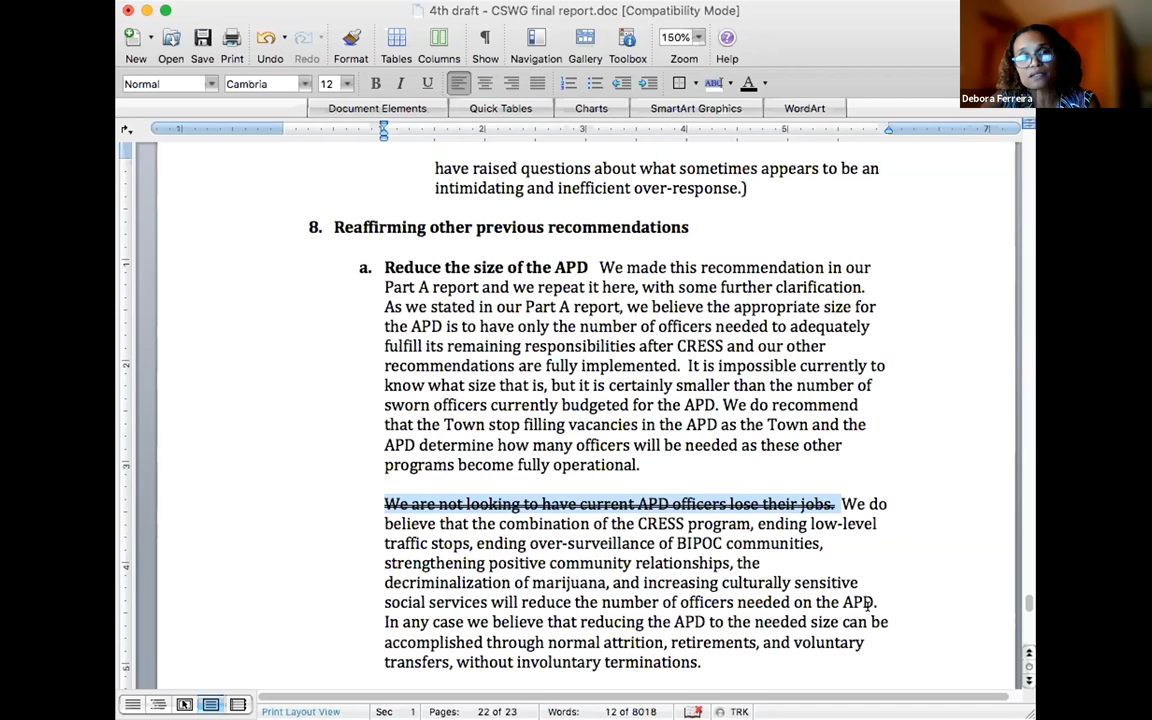 4th draft - CSWG final report.doc [Compatibility Mode]
New Open Save Print Undo Redo Format Tables Columns Show Navigation Gallery Toolbox Zoom Help
150%
Normal Cambria 12 B I U ABC A
Document Elements Quick Tables Charts SmartArt Graphics WordArt
Debora Ferreira
1 2 3 4 5 7
have raised questions about what sometimes appears to be an
intimidating and inefficient over-response.)
8. Reaffirming other previous recommendations
a. Reduce the size of the APD We made this recommendation in our
Part A report and we repeat it here, with some further clarification.
As we stated in our Part A report, we believe the appropriate size for
the APD is to have only the number of officers needed to adequately
fulfill its remaining responsibilities after CRESS and our other
recommendations are fully implemented. It is impossible currently to
know what size that is, but it is certainly smaller than the number of
sworn officers currently budgeted for the APD. We do recommend
that the Town stop filling vacancies in the APD as the Town and the
APD determine how many officers will be needed as these other
programs become fully operational.
We are not looking to have current APD officers lose their jobs. We do
believe that the combination of the CRESS program, ending low-level
traffic stops, ending over-surveillance of BIPOC communities,
strengthening positive community relationships, the
decriminalization of marijuana, and increasing culturally sensitive
social services will reduce the number of officers needed on the APD.
In any case we believe that reducing the APD to the needed size can be
accomplished through normal attrition, retirements, and voluntary
transfers, without involuntary terminations.
Print Layout View Sec 1 Pages: 22 of 23 Words: 12 of 8018 TRK